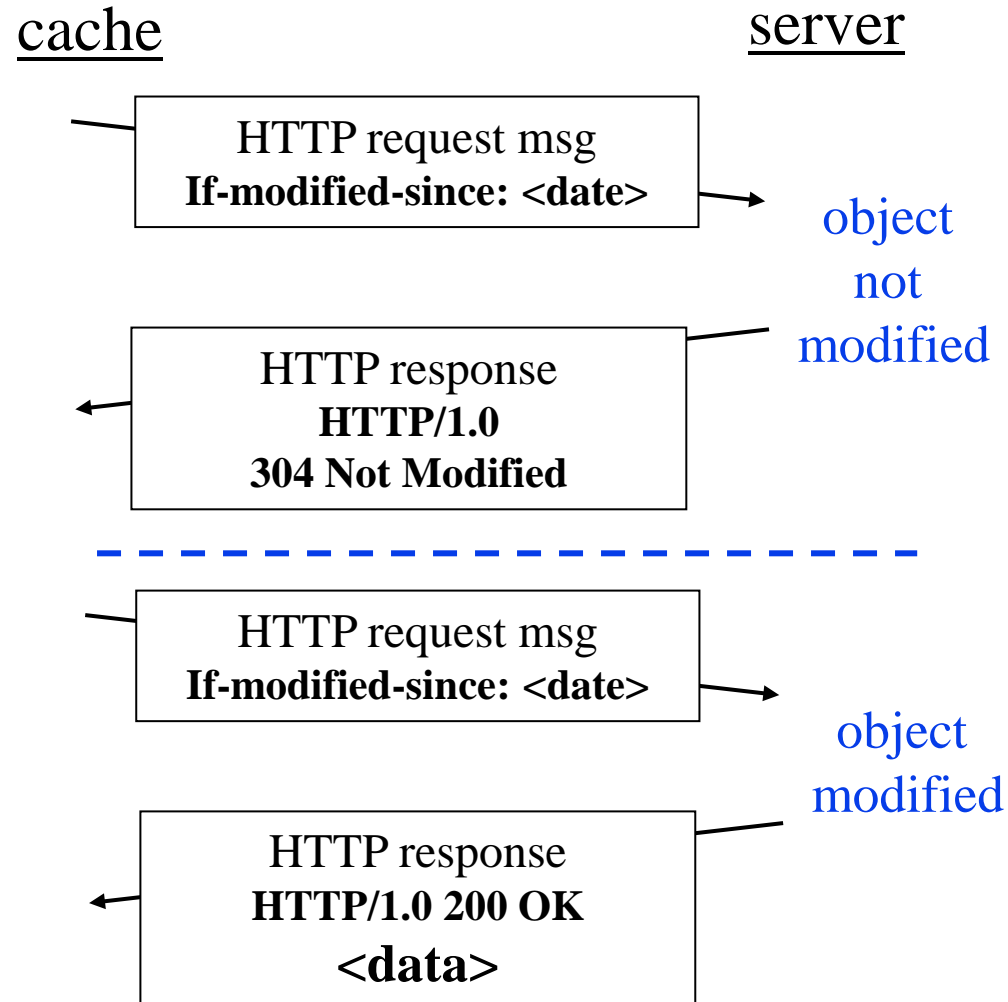 cache
server
HTTP request msg
If-modified-since: <date>
object
not
modified
HTTP response
HTTP/1.0
304 Not Modified
HTTP request msg
If-modified-since: <date>
object
modified
HTTP response
HTTP/1.0 200 OK
<data>